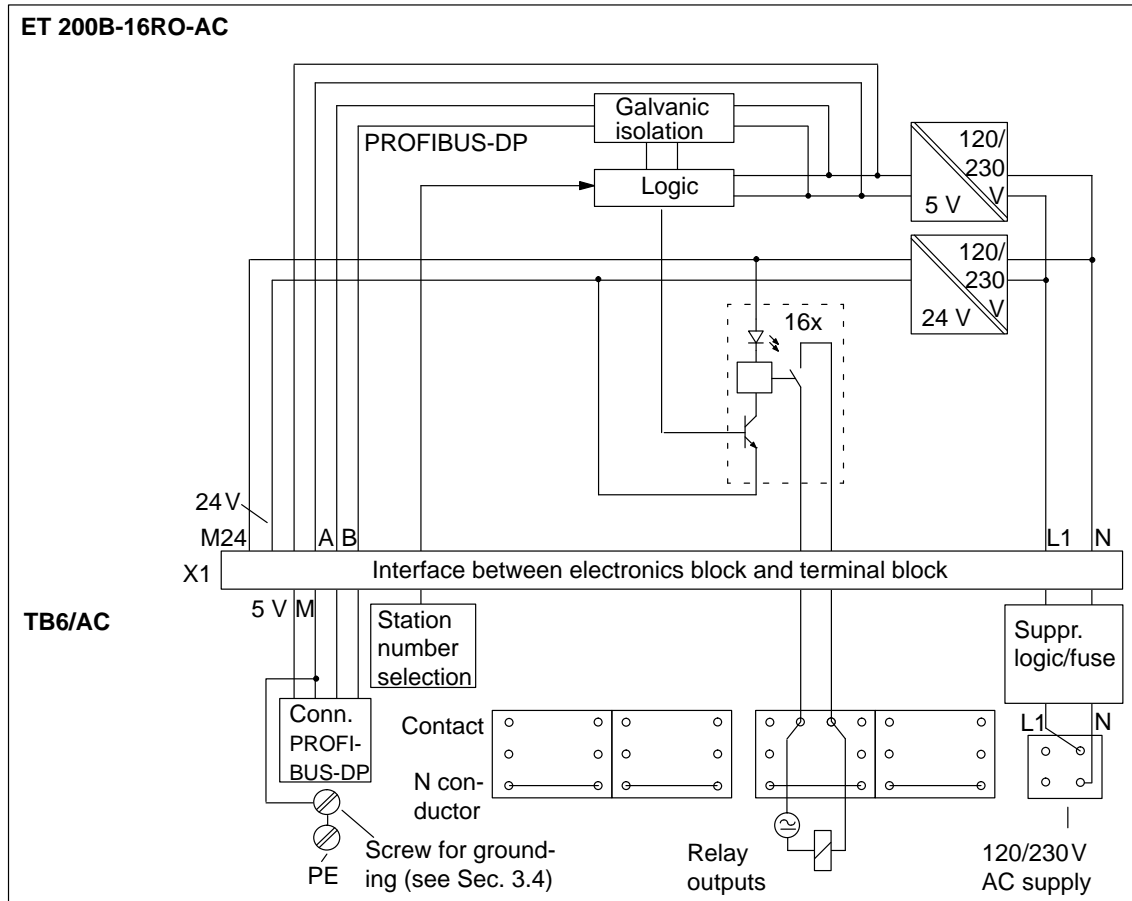 ET 200B-16RO-AC
Galvanic
isolation
PROFIBUS-DP
Logic
120/
230
V
5 V
120/
230
V
24 V
16x
24 V
M24
A
B
L1
N
X1
Interface between electronics block and terminal block
5 V
M
TB6/AC
Station
number
selection
Suppr.
logic/fuse
Conn.
PROFI-
BUS-DP
Contact
N con-
ductor
L1
N
PE
Screw for ground-
ing (see Sec. 3.4)
Relay
outputs
120/230 V
AC supply